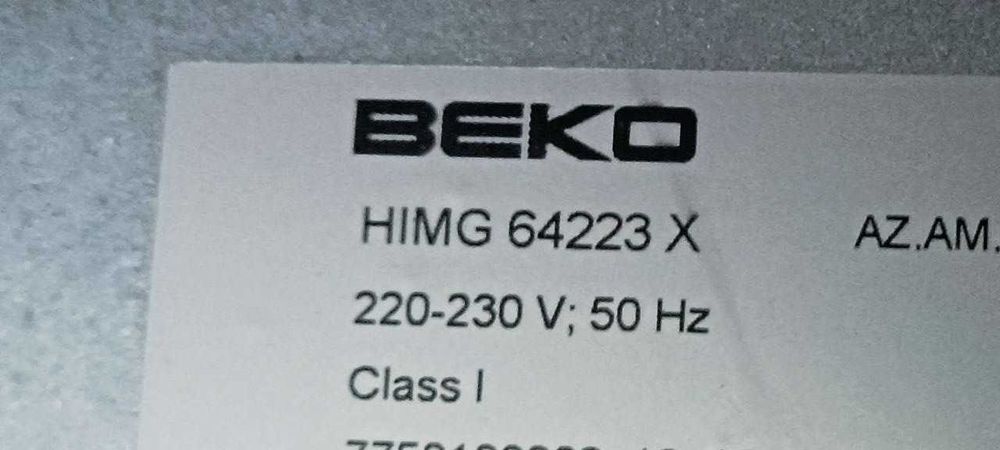 BEKO
HIMG 64223 X AZ.AM.
220-230 V; 50 Hz
Class I